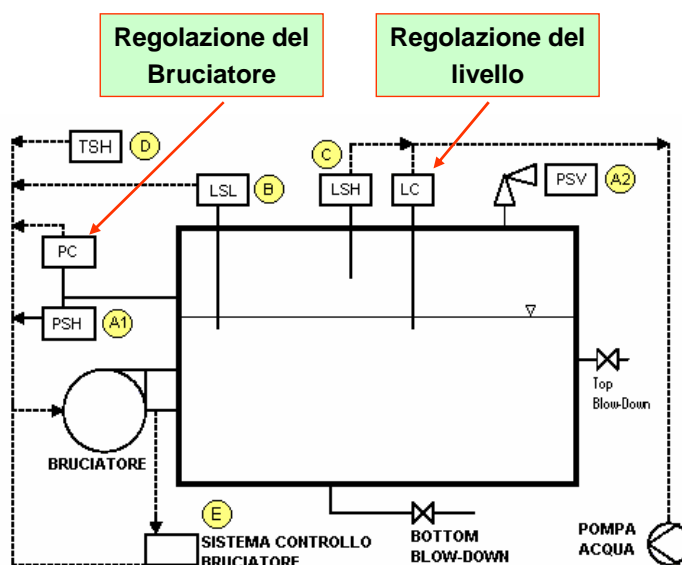 Regolazione del
Bruciatore
Regolazione del
livello
TSH
D
C
LSL
B
LSH
LC
PSV
A2
PC
PSH
A1
Top
Blow-Down
BRUCIATORE
E
SISTEMA CONTROLLO
BRUCIATORE
BOTTOM
BLOW-DOWN
POMPA
ACQUA